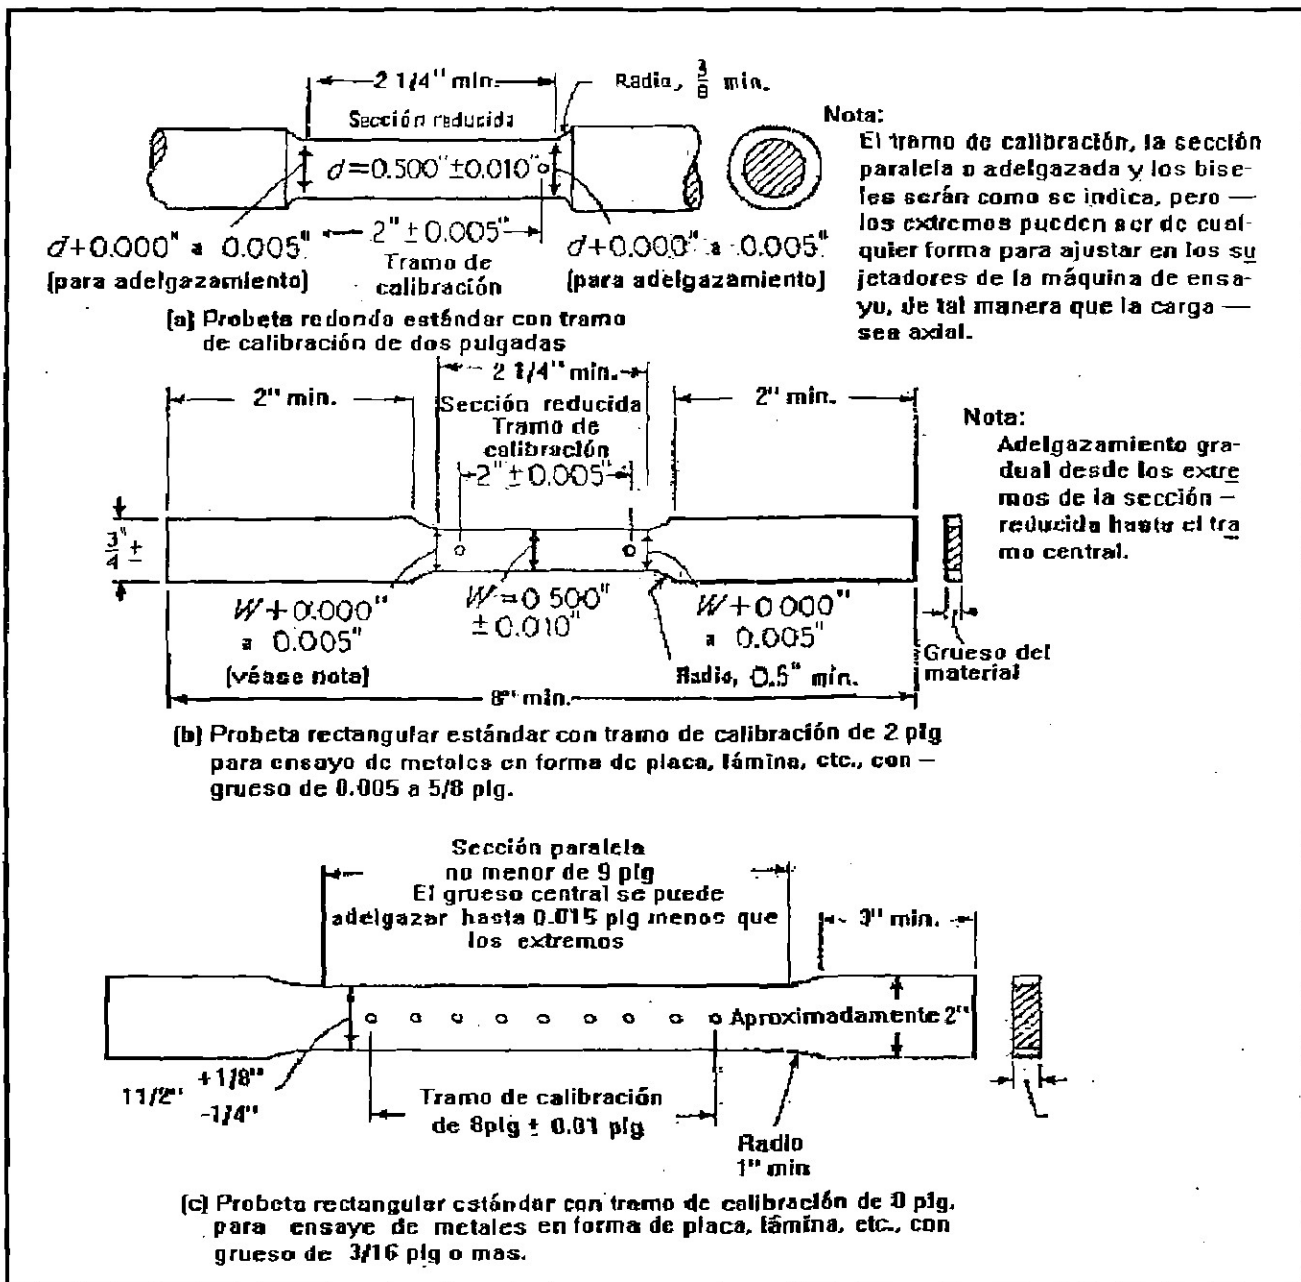 2 1/4" min.
Radio, 3/8 min.
Sección reducida
d=0.500" ±0.010"
d+0.000" a 0.005"
(para adelgazamiento)
2" ± 0.005"
Tramo de
calibración
d+0.000" a 0.005"
(para adelgazamiento)
(a) Probeta redonda estándar con tramo
de calibración de dos pulgadas
Nota:
El tramo de calibración, la sección
paralela o adelgazada y los bise-
les serán como se indica, pero —
los extremos pueden ser de cual-
quier forma para ajustar en los su
jetadores de la máquina de ensa-
yo, de tal manera que la carga —
sea axial.
2" min.
2 1/4" min.
2" min.
Sección reducida
Tramo de
calibración
2" ± 0.005"
Nota:
Adelgazamiento gra-
dual desde los extre
mos de la sección —
reducida hasta el tra
mo central.
3/4" ±
W+0.000"
a 0.005"
(véase nota)
W=0.500"
± 0.010"
W+0.000"
a 0.005"
Radio, 0.5" min.
Grueso del
material
8" min.
(b) Probeta rectangular estándar con tramo de calibración de 2 plg
para ensayo de metales en forma de placa, lámina, etc., con —
grueso de 0.005 a 5/8 plg.
Sección paralela
no menor de 9 plg
El grueso central se puede
adelgazar hasta 0.015 plg menos que
los extremos
3" min.
Aproximadamente 2"
11/2" +1/8"
-1/4"
Tramo de calibración
de 8plg ± 0.01 plg
Radio
1" min
(c) Probeta rectangular estándar con tramo de calibración de 8 plg,
para ensaye de metales en forma de placa, lámina, etc., con
grueso de 3/16 plg o mas.